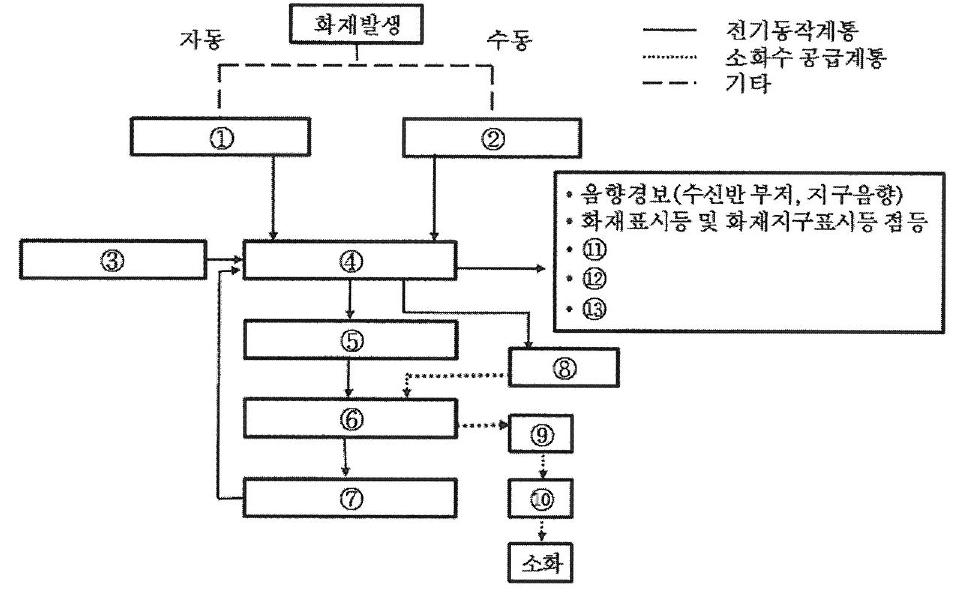 화재발생
자동
수동
전기동작계통
소화수 공급계통
기타
①
②
• 음향경보(수신반 부저, 지구음향)
• 화재표시등 및 화재지구표시등 점등
• ⑪
• ⑫
• ⑬
③
④
⑤
⑧
⑥
⑨
⑦
⑩
소화